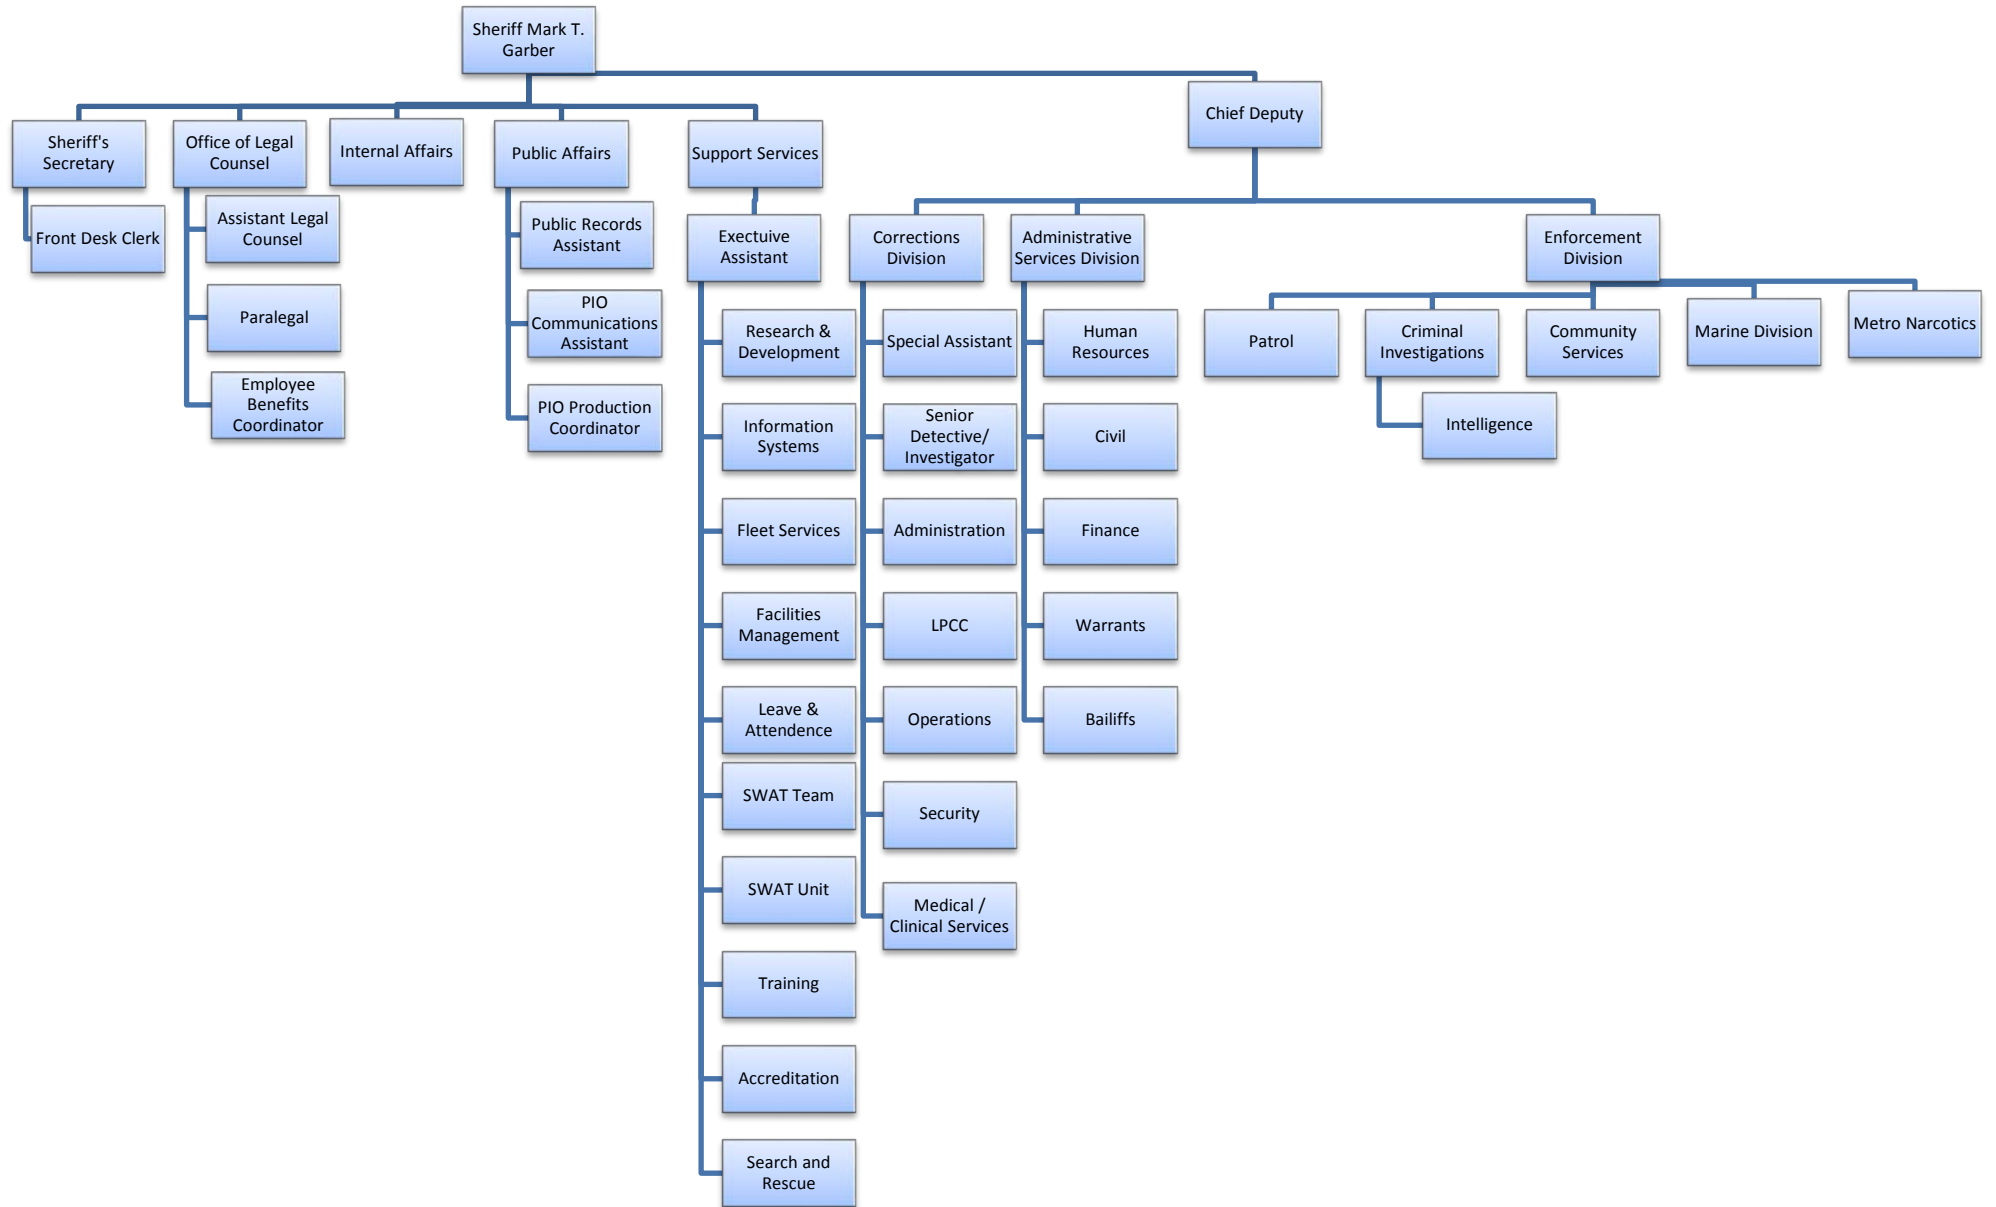 Sheriff Mark T.
Garber
Chief Deputy
Sheriff's
Secretary
Office of Legal
Counsel
Internal Affairs
Public Affairs
Support Services
Front Desk Clerk
Assistant Legal
Counsel
Paralegal
Employee
Benefits
Coordinator
Public Records
Assistant
PIO
Communications
Assistant
PIO Production
Coordinator
Exectuive
Assistant
Research &
Development
Information
Systems
Fleet Services
Facilities
Management
Leave &
Attendence
SWAT Team
SWAT Unit
Training
Accreditation
Search and
Rescue
Corrections
Division
Special Assistant
Senior
Detective/
Investigator
Administration
LPCC
Operations
Security
Medical /
Clinical Services
Administrative
Services Division
Human
Resources
Civil
Finance
Warrants
Bailiffs
Enforcement
Division
Patrol
Criminal
Investigations
Intelligence
Community
Services
Marine Division
Metro Narcotics